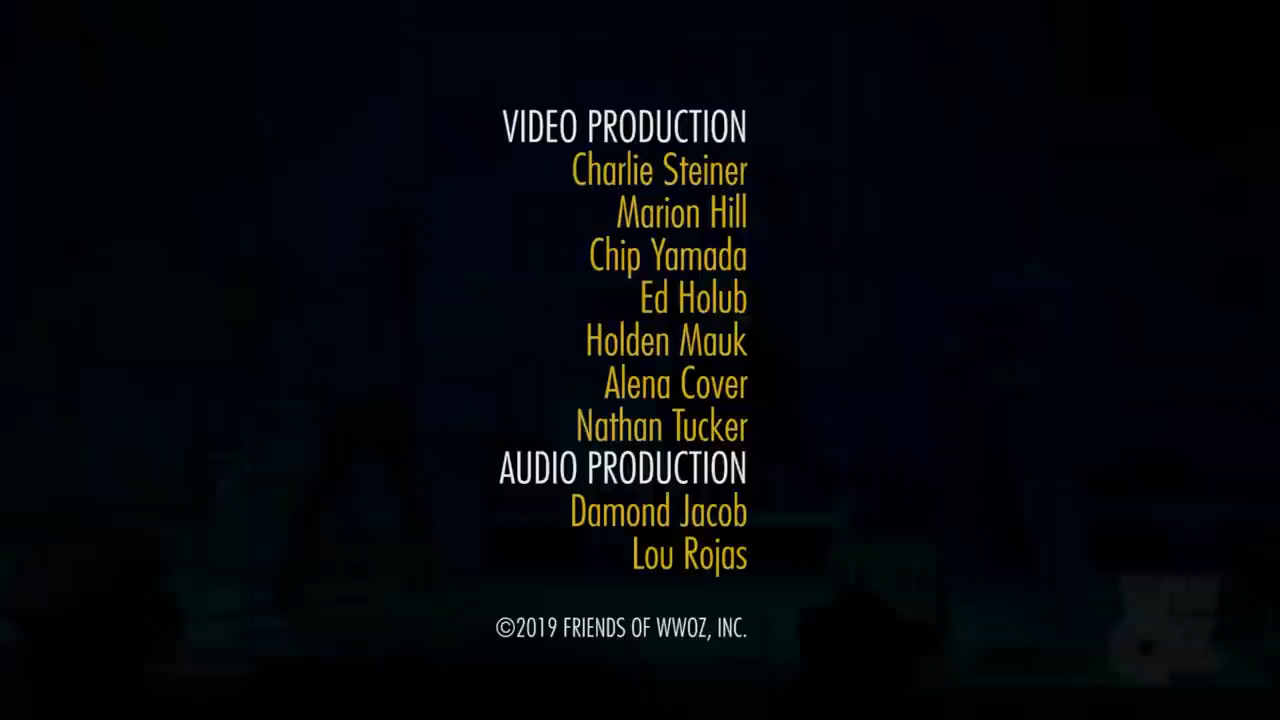 VIDEO PRODUCTION
Charlie Steiner
Marion Hill
Chip Yamada
Ed Holub
Holden Mauk
Alena Cover
Nathan Tucker
AUDIO PRODUCTION
Damond Jacob
Lou Rojas
©2019 FRIENDS OF WWOZ, INC.